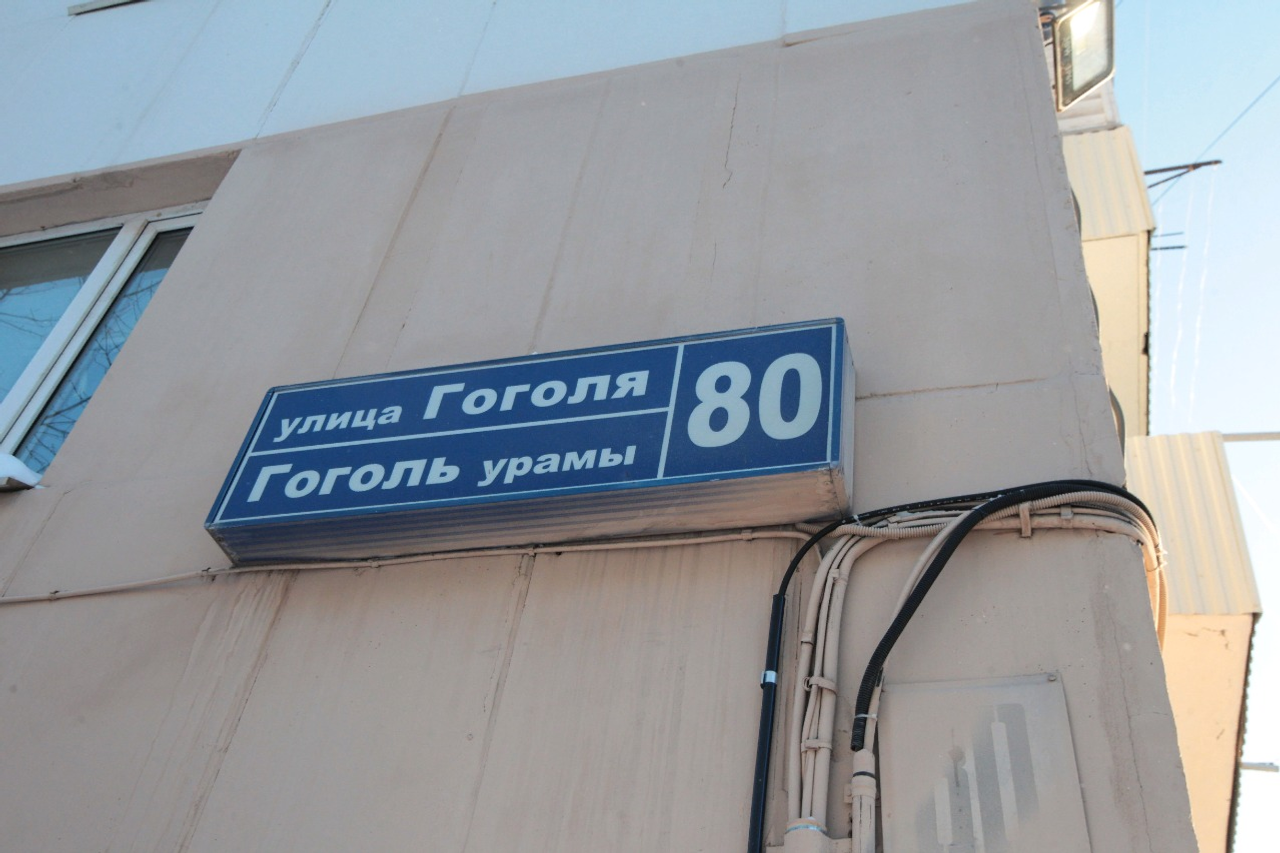 улица Гоголя
Гоголь урамы
80